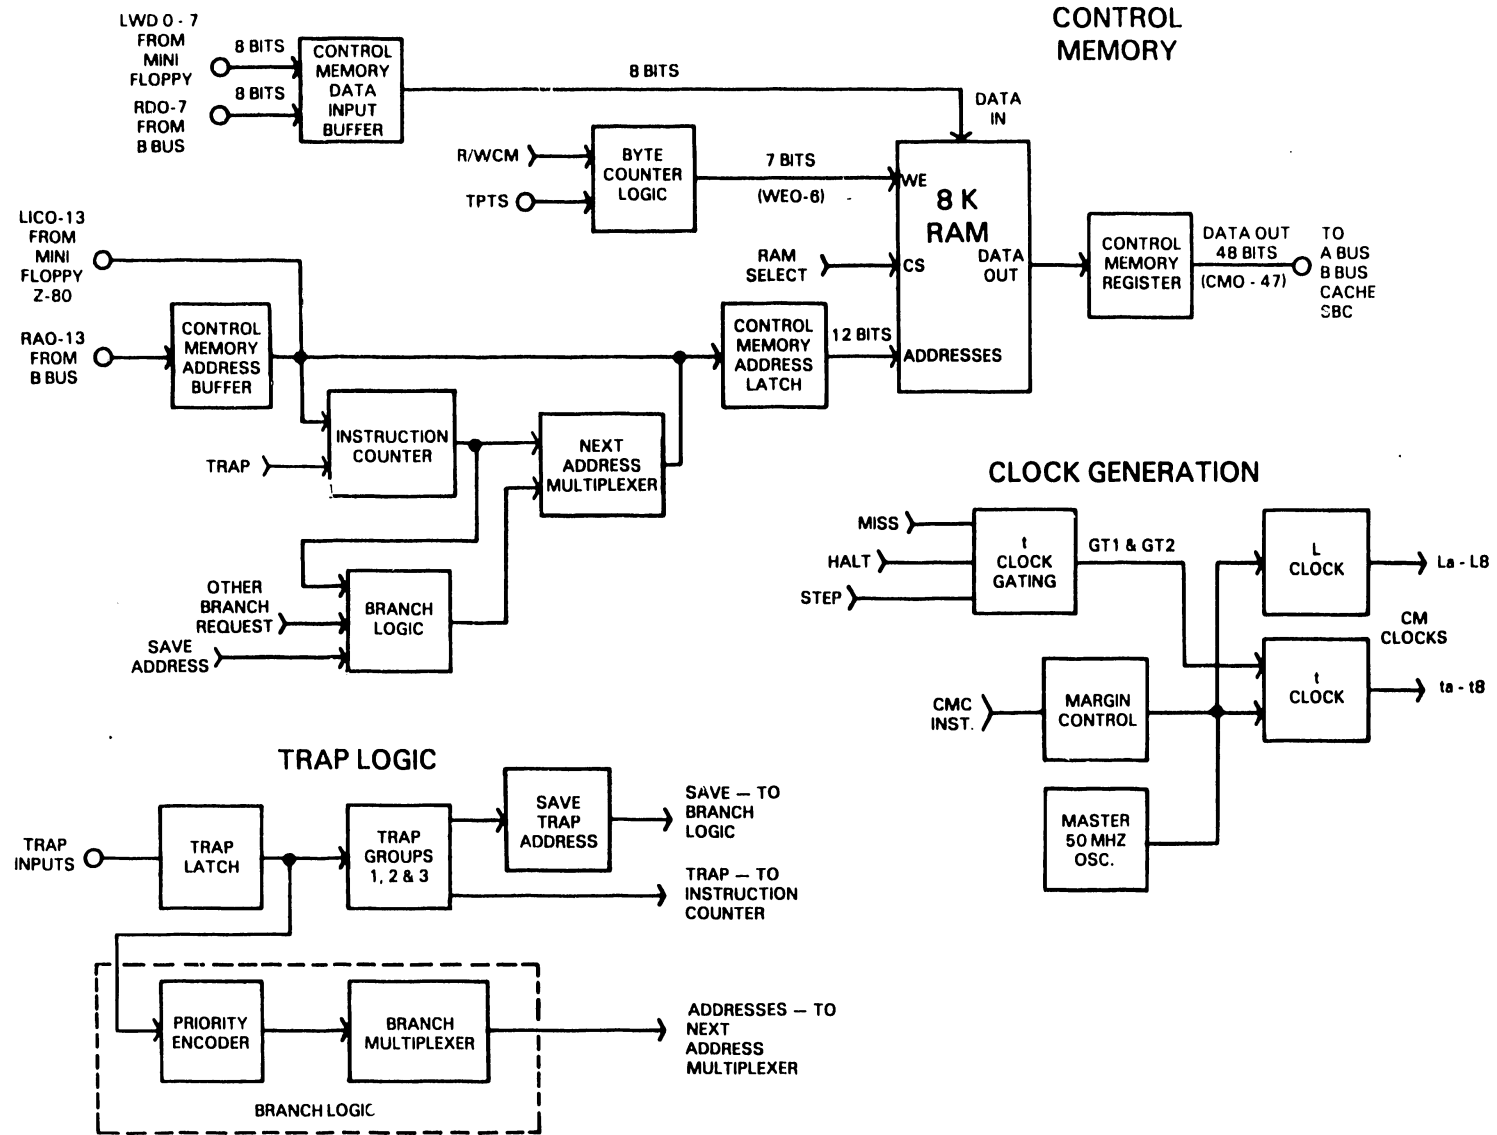 CONTROL
MEMORY
LWD 0 - 7
FROM
MINI
FLOPPY
8 BITS
RDO-7
FROM
B BUS
8 BITS
CONTROL
MEMORY
DATA
INPUT
BUFFER
8 BITS
DATA
IN
R/WCM
TPTS
BYTE
COUNTER
LOGIC
7 BITS
(WEO-6)
WE
8 K
RAM
RAM
SELECT
CS
DATA
OUT
ADDRESSES
CONTROL
MEMORY
REGISTER
DATA OUT
48 BITS
(CMO - 47)
TO
A BUS
B BUS
CACHE
SBC
LICO-13
FROM
MINI
FLOPPY
Z-80
RAO-13
FROM
B BUS
CONTROL
MEMORY
ADDRESS
BUFFER
CONTROL
MEMORY
ADDRESS
LATCH
12 BITS
TRAP
INSTRUCTION
COUNTER
NEXT
ADDRESS
MULTIPLEXER
OTHER
BRANCH
REQUEST
SAVE
ADDRESS
BRANCH
LOGIC
CLOCK GENERATION
MISS
HALT
STEP
t
CLOCK
GATING
GT1 & GT2
L
CLOCK
La - L8
CM
CLOCKS
t
CLOCK
ta - t8
CMC
INST.
MARGIN
CONTROL
MASTER
50 MHZ
OSC.
TRAP LOGIC
TRAP
INPUTS
TRAP
LATCH
TRAP
GROUPS
1, 2 & 3
SAVE
TRAP
ADDRESS
SAVE — TO
BRANCH
LOGIC
TRAP — TO
INSTRUCTION
COUNTER
PRIORITY
ENCODER
BRANCH
MULTIPLEXER
ADDRESSES — TO
NEXT
ADDRESS
MULTIPLEXER
BRANCH LOGIC